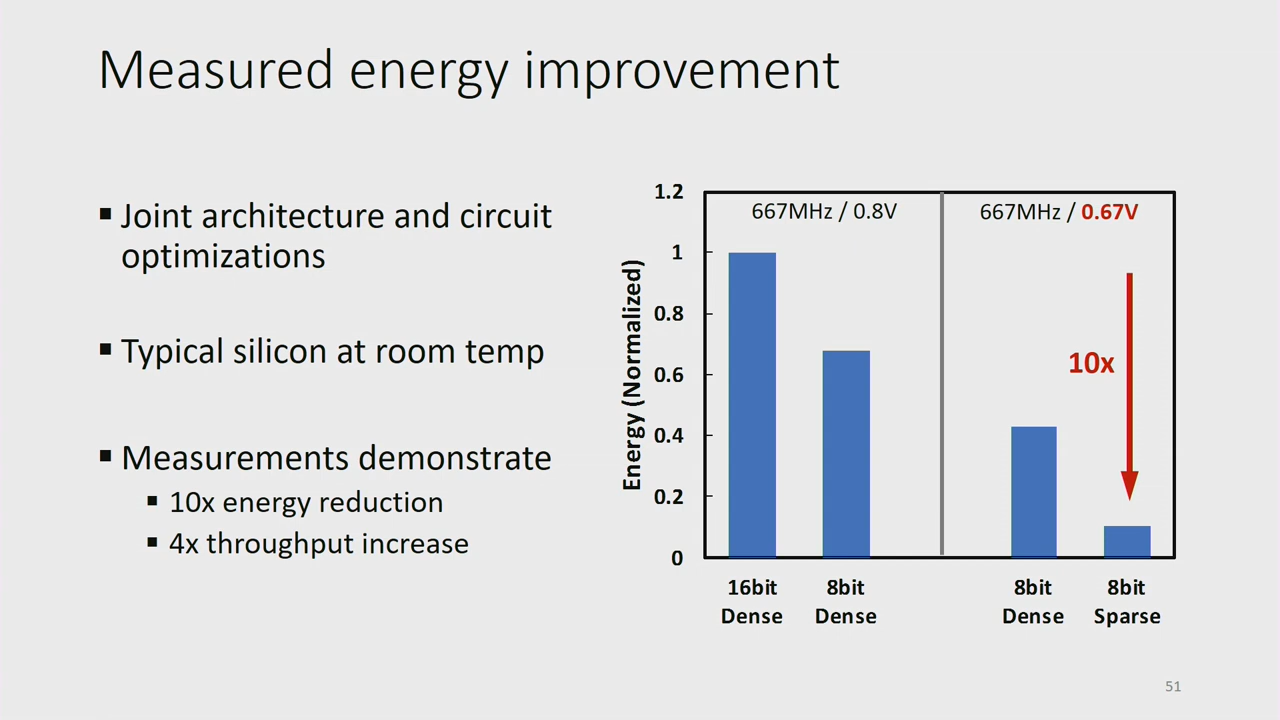 Measured energy improvement
▪ Joint architecture and circuit
optimizations
▪ Typical silicon at room temp
▪ Measurements demonstrate
▪ 10x energy reduction
▪ 4x throughput increase
Energy (Normalized)
1.2
1
0.8
0.6
0.4
0.2
0
667MHz / 0.8V
667MHz / 0.67V
10x
16bit
Dense
8bit
Dense
8bit
Dense
8bit
Sparse
51